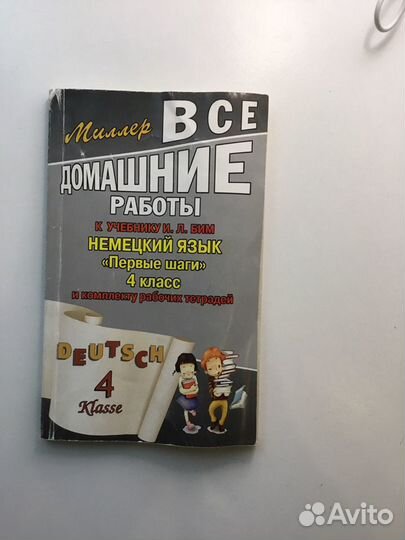 Миллер ВСЕ
ДОМАШНИЕ
РАБОТЫ
К УЧЕБНИКУ И. Л. БИМ
НЕМЕЦКИЙ ЯЗЫК
«Первые шаги»
4 класс
и комплекту рабочих тетрадей
DEUTSCH
4
Klasse
Avito